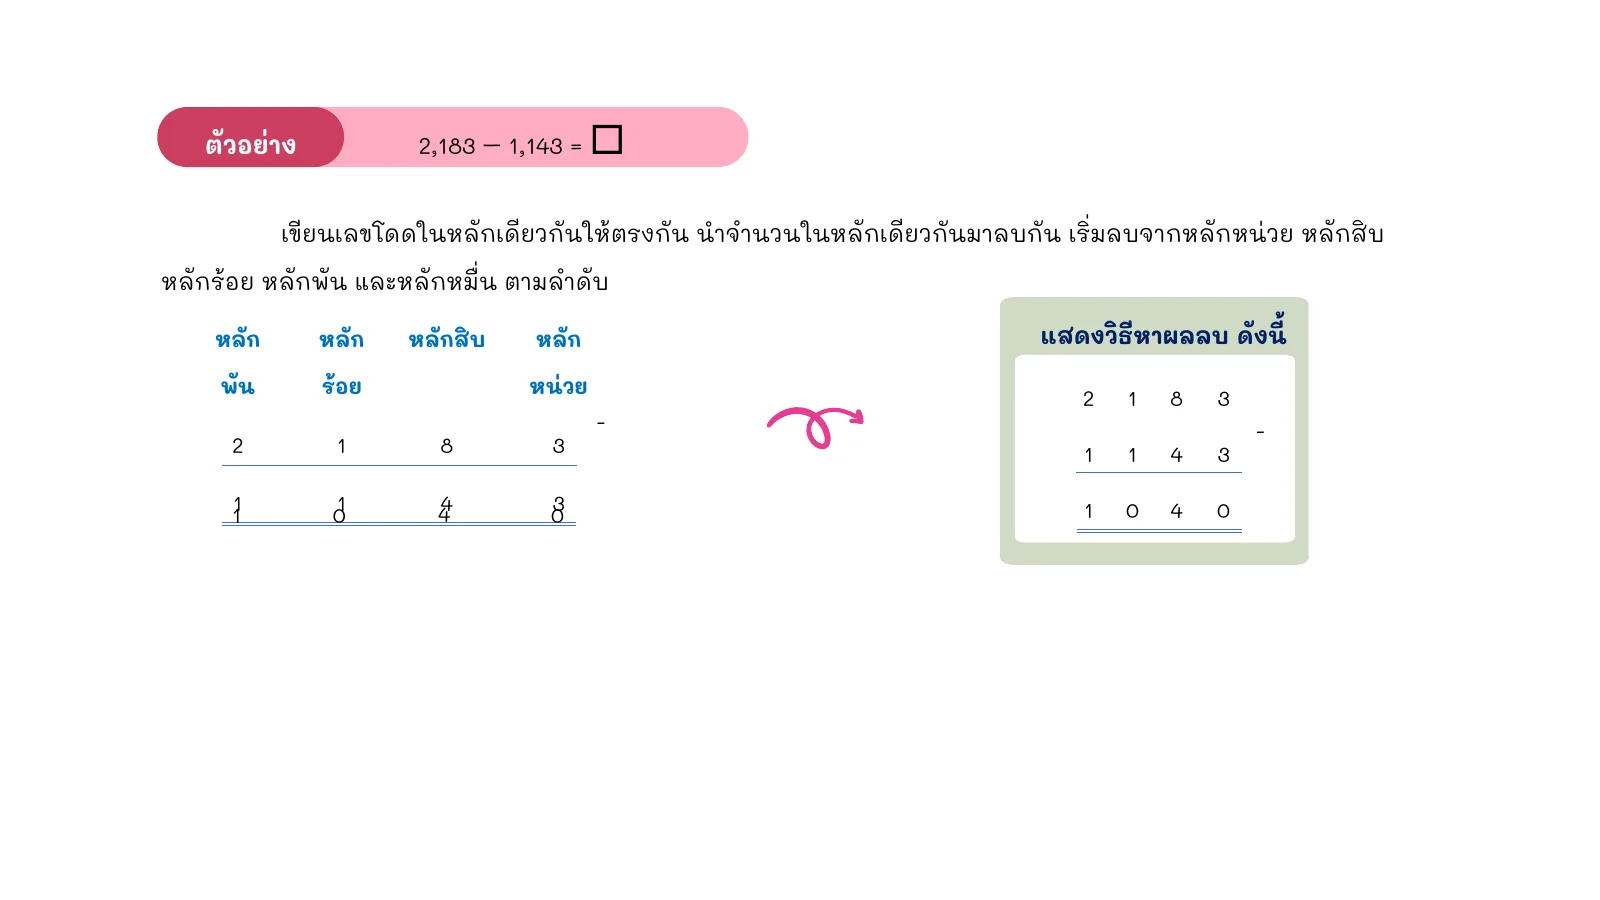 ตัวอย่าง 2,183 – 1,143 = □
เขียนเลขโดดในหลักเดียวกันให้ตรงกัน นำจำนวนในหลักเดียวกันมาลบกัน เริ่มลบจากหลักหน่วย หลักสิบ
หลักร้อย หลักพัน และหลักหมื่น ตามลำดับ
หลัก หลัก หลักสิบ หลัก
พัน ร้อย หน่วย
-
2 1 8 3
1 1 4 3
1 0 4 0
แสดงวิธีหาผลลบ ดังนี้
2 1 8 3
-
1 1 4 3
1 0 4 0